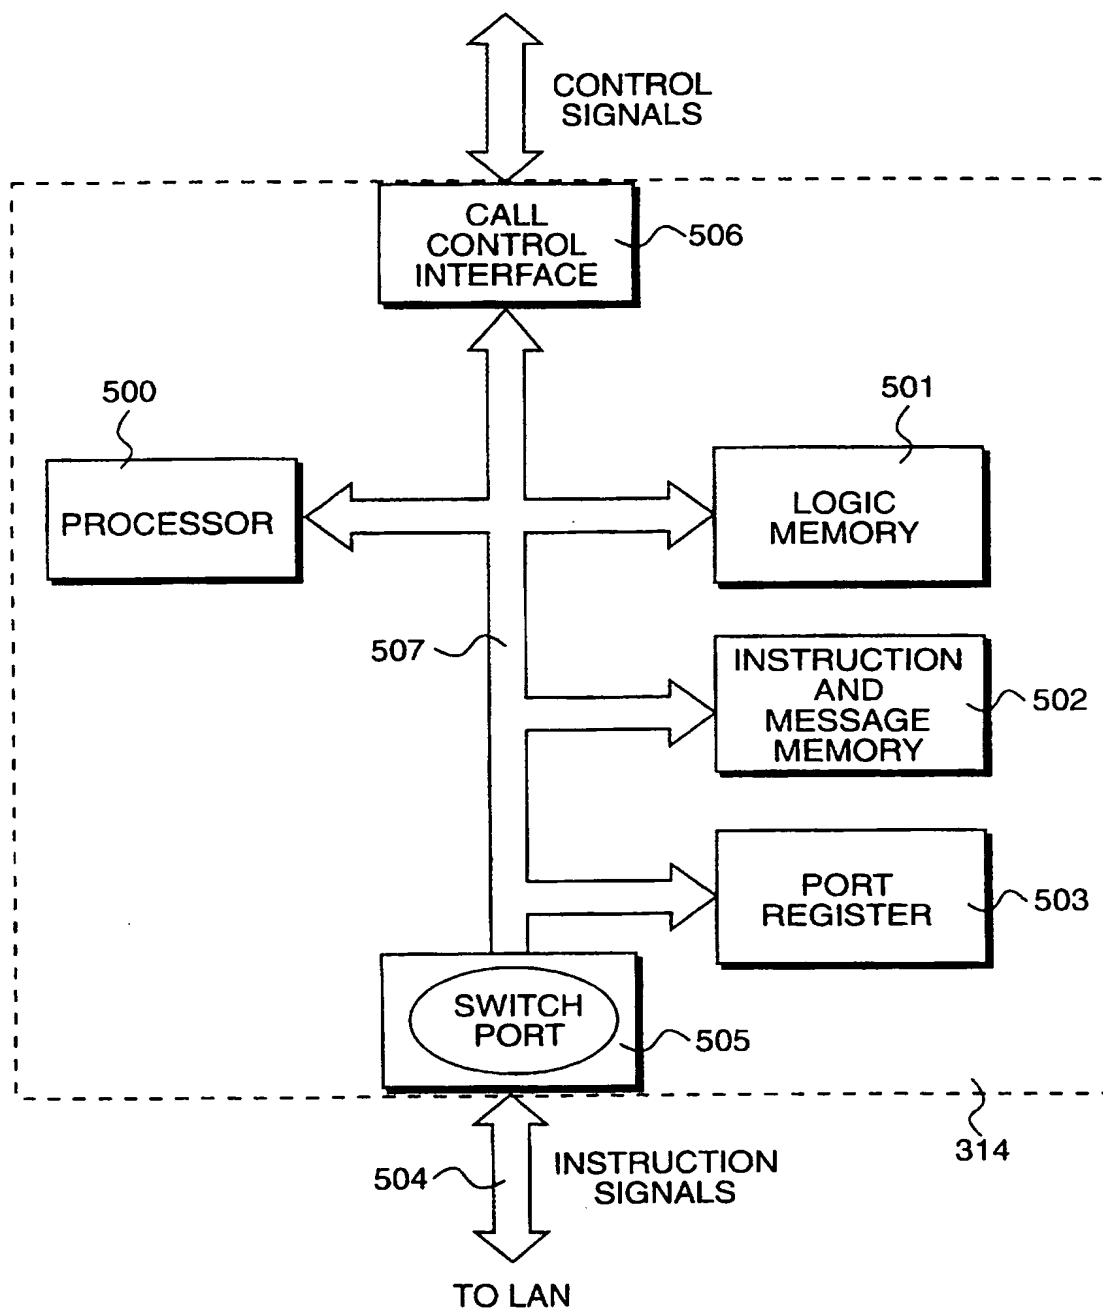 CONTROL
SIGNALS
CALL
CONTROL
INTERFACE
506
500
501
PROCESSOR
LOGIC
MEMORY
507
INSTRUCTION
AND
MESSAGE
MEMORY
502
PORT
REGISTER
503
SWITCH
PORT
505
314
504
INSTRUCTION
SIGNALS
TO LAN